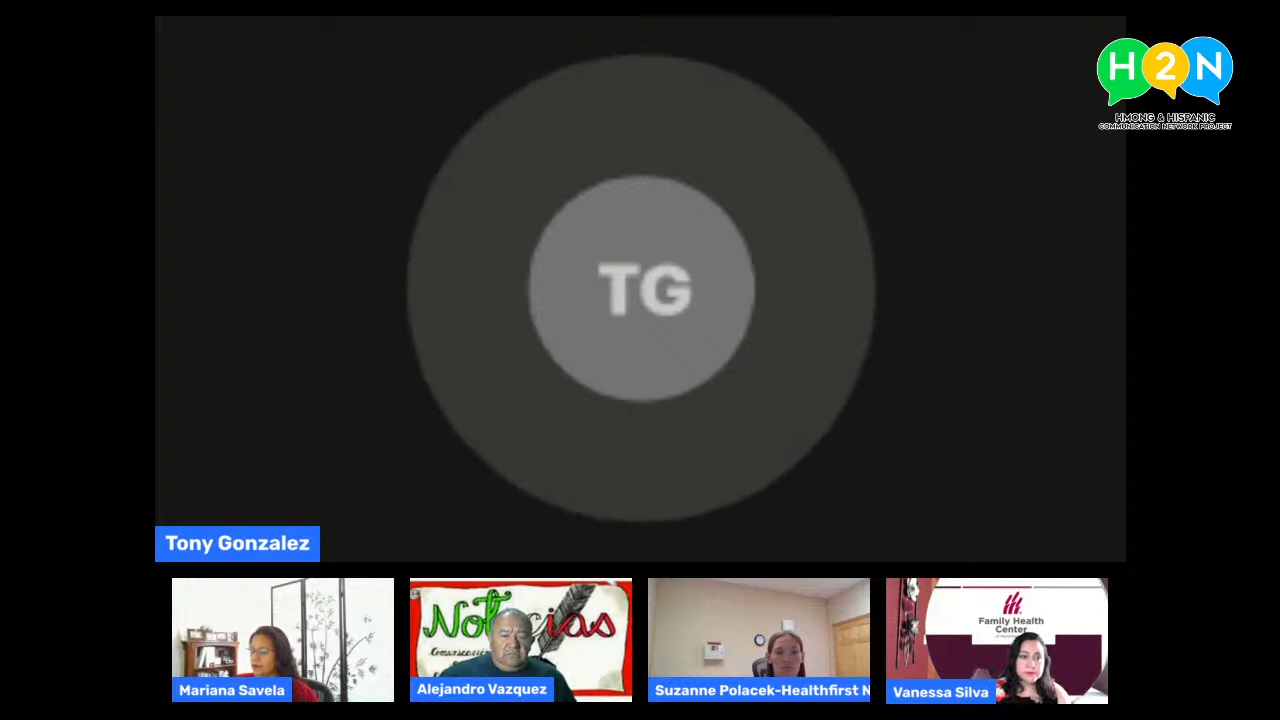 H2N
HMONG & HISPANIC
COMMUNICATION NETWORK PROJECT
TG
Tony Gonzalez
Noticias
Mariana Savela
Alejandro Vazquez
Suzanne Polacek-Healthfirst N
Family Health
Center
Vanessa Silva